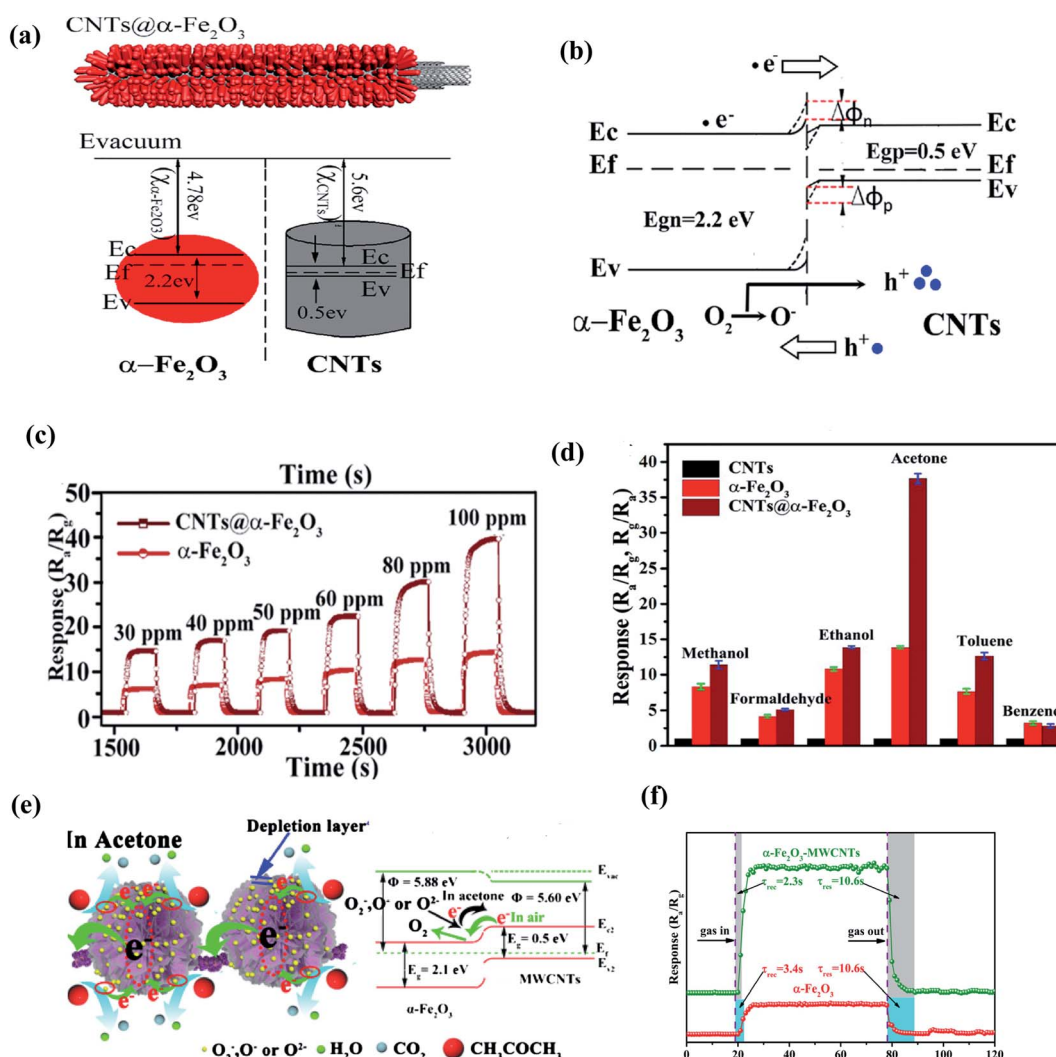 (a)
CNTs@α-Fe₂O₃
Evacuum
4.78ev
(χα-Fe2O3)
5.6ev
(χCNTs)
Ec
Ef
2.2ev
Ev
Ec
Ef
Ev
0.5ev
α-Fe₂O₃
CNTs
(b)
•e⁻
ΔΦn
•e⁻
Ec
Ec
Ef
Egp=0.5 eV
Ef
Ev
ΔΦp
Egn=2.2 eV
Ev
h⁺
α-Fe₂O₃
O₂→O⁻
CNTs
h⁺
(c)
Time (s)
Response (Ra/Rg)
50
40
30
20
10
0
CNTs@α-Fe₂O₃
α-Fe₂O₃
30 ppm
40 ppm
50 ppm
60 ppm
80 ppm
100 ppm
1500 2000 2500 3000
Time (s)
(d)
Response (Ra/Rg, Rg/Ra)
40
35
30
25
20
15
10
5
0
CNTs
α-Fe₂O₃
CNTs@α-Fe₂O₃
Methanol
Formaldehyde
Ethanol
Acetone
Toluene
Benzene
(e)
In Acetone
Depletion layer
e⁻
e⁻
e⁻
e⁻
Evac
Φ = 5.88 eV
In acetone
Φ = 5.60 eV
O₂⁻,O⁻ or O²⁻
e⁻
e⁻
In air
O₂
Ec2
Eg = 0.5 eV
Ef
Ev2
Eg = 2.1 eV
MWCNTs
α-Fe₂O₃
O₂⁻,O⁻ or O²⁻
H₂O
CO₂
CH₃COCH₃
(f)
Response (Ra/Rg)
α-Fe₂O₃-MWCNTs
τrec=2.3s
τres=10.6s
gas in
gas out
τrec=3.4s
τres=10.6s
α-Fe₂O₃
0 20 40 60 80 100 120